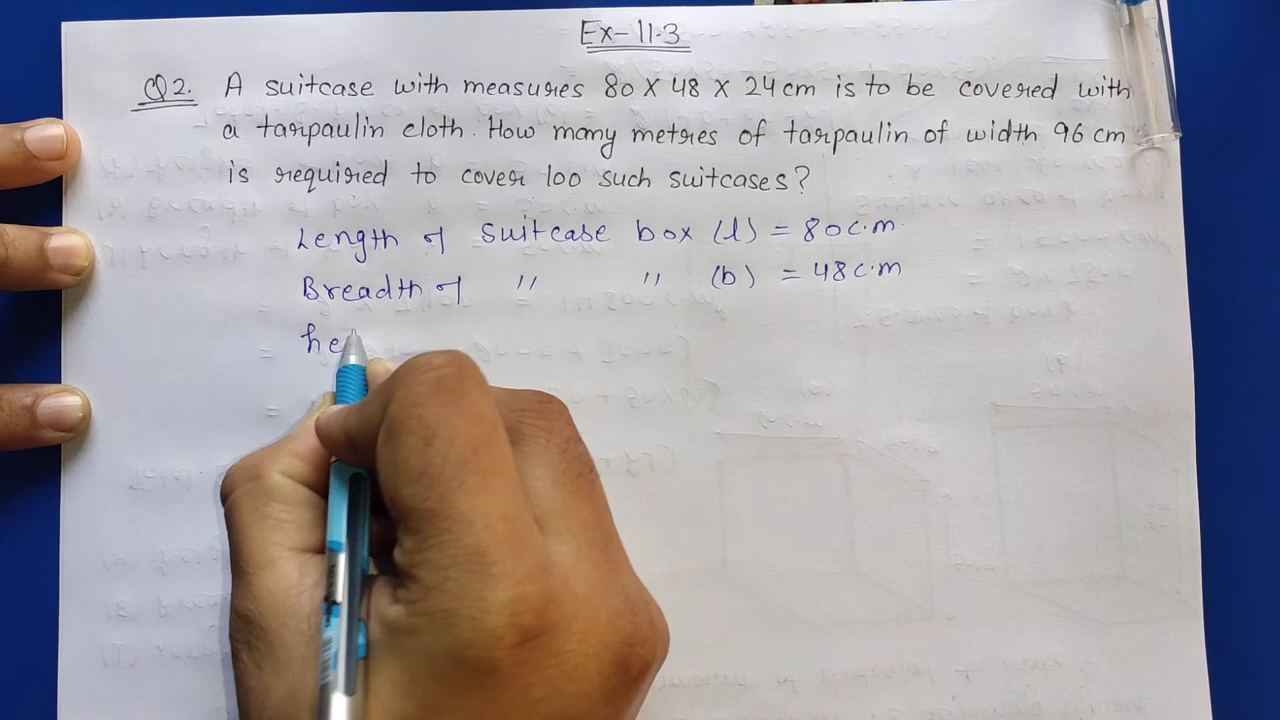 Ex-11.3
Q2. A suitcase with measures 80 X 48 X 24 cm is to be covered with
a tarpaulin cloth. How many metres of tarpaulin of width 96 cm
is required to cover 100 such suitcases?
Length of suitcase box (l) = 80c.m.
Breadth of " " (b) = 48c.m
he